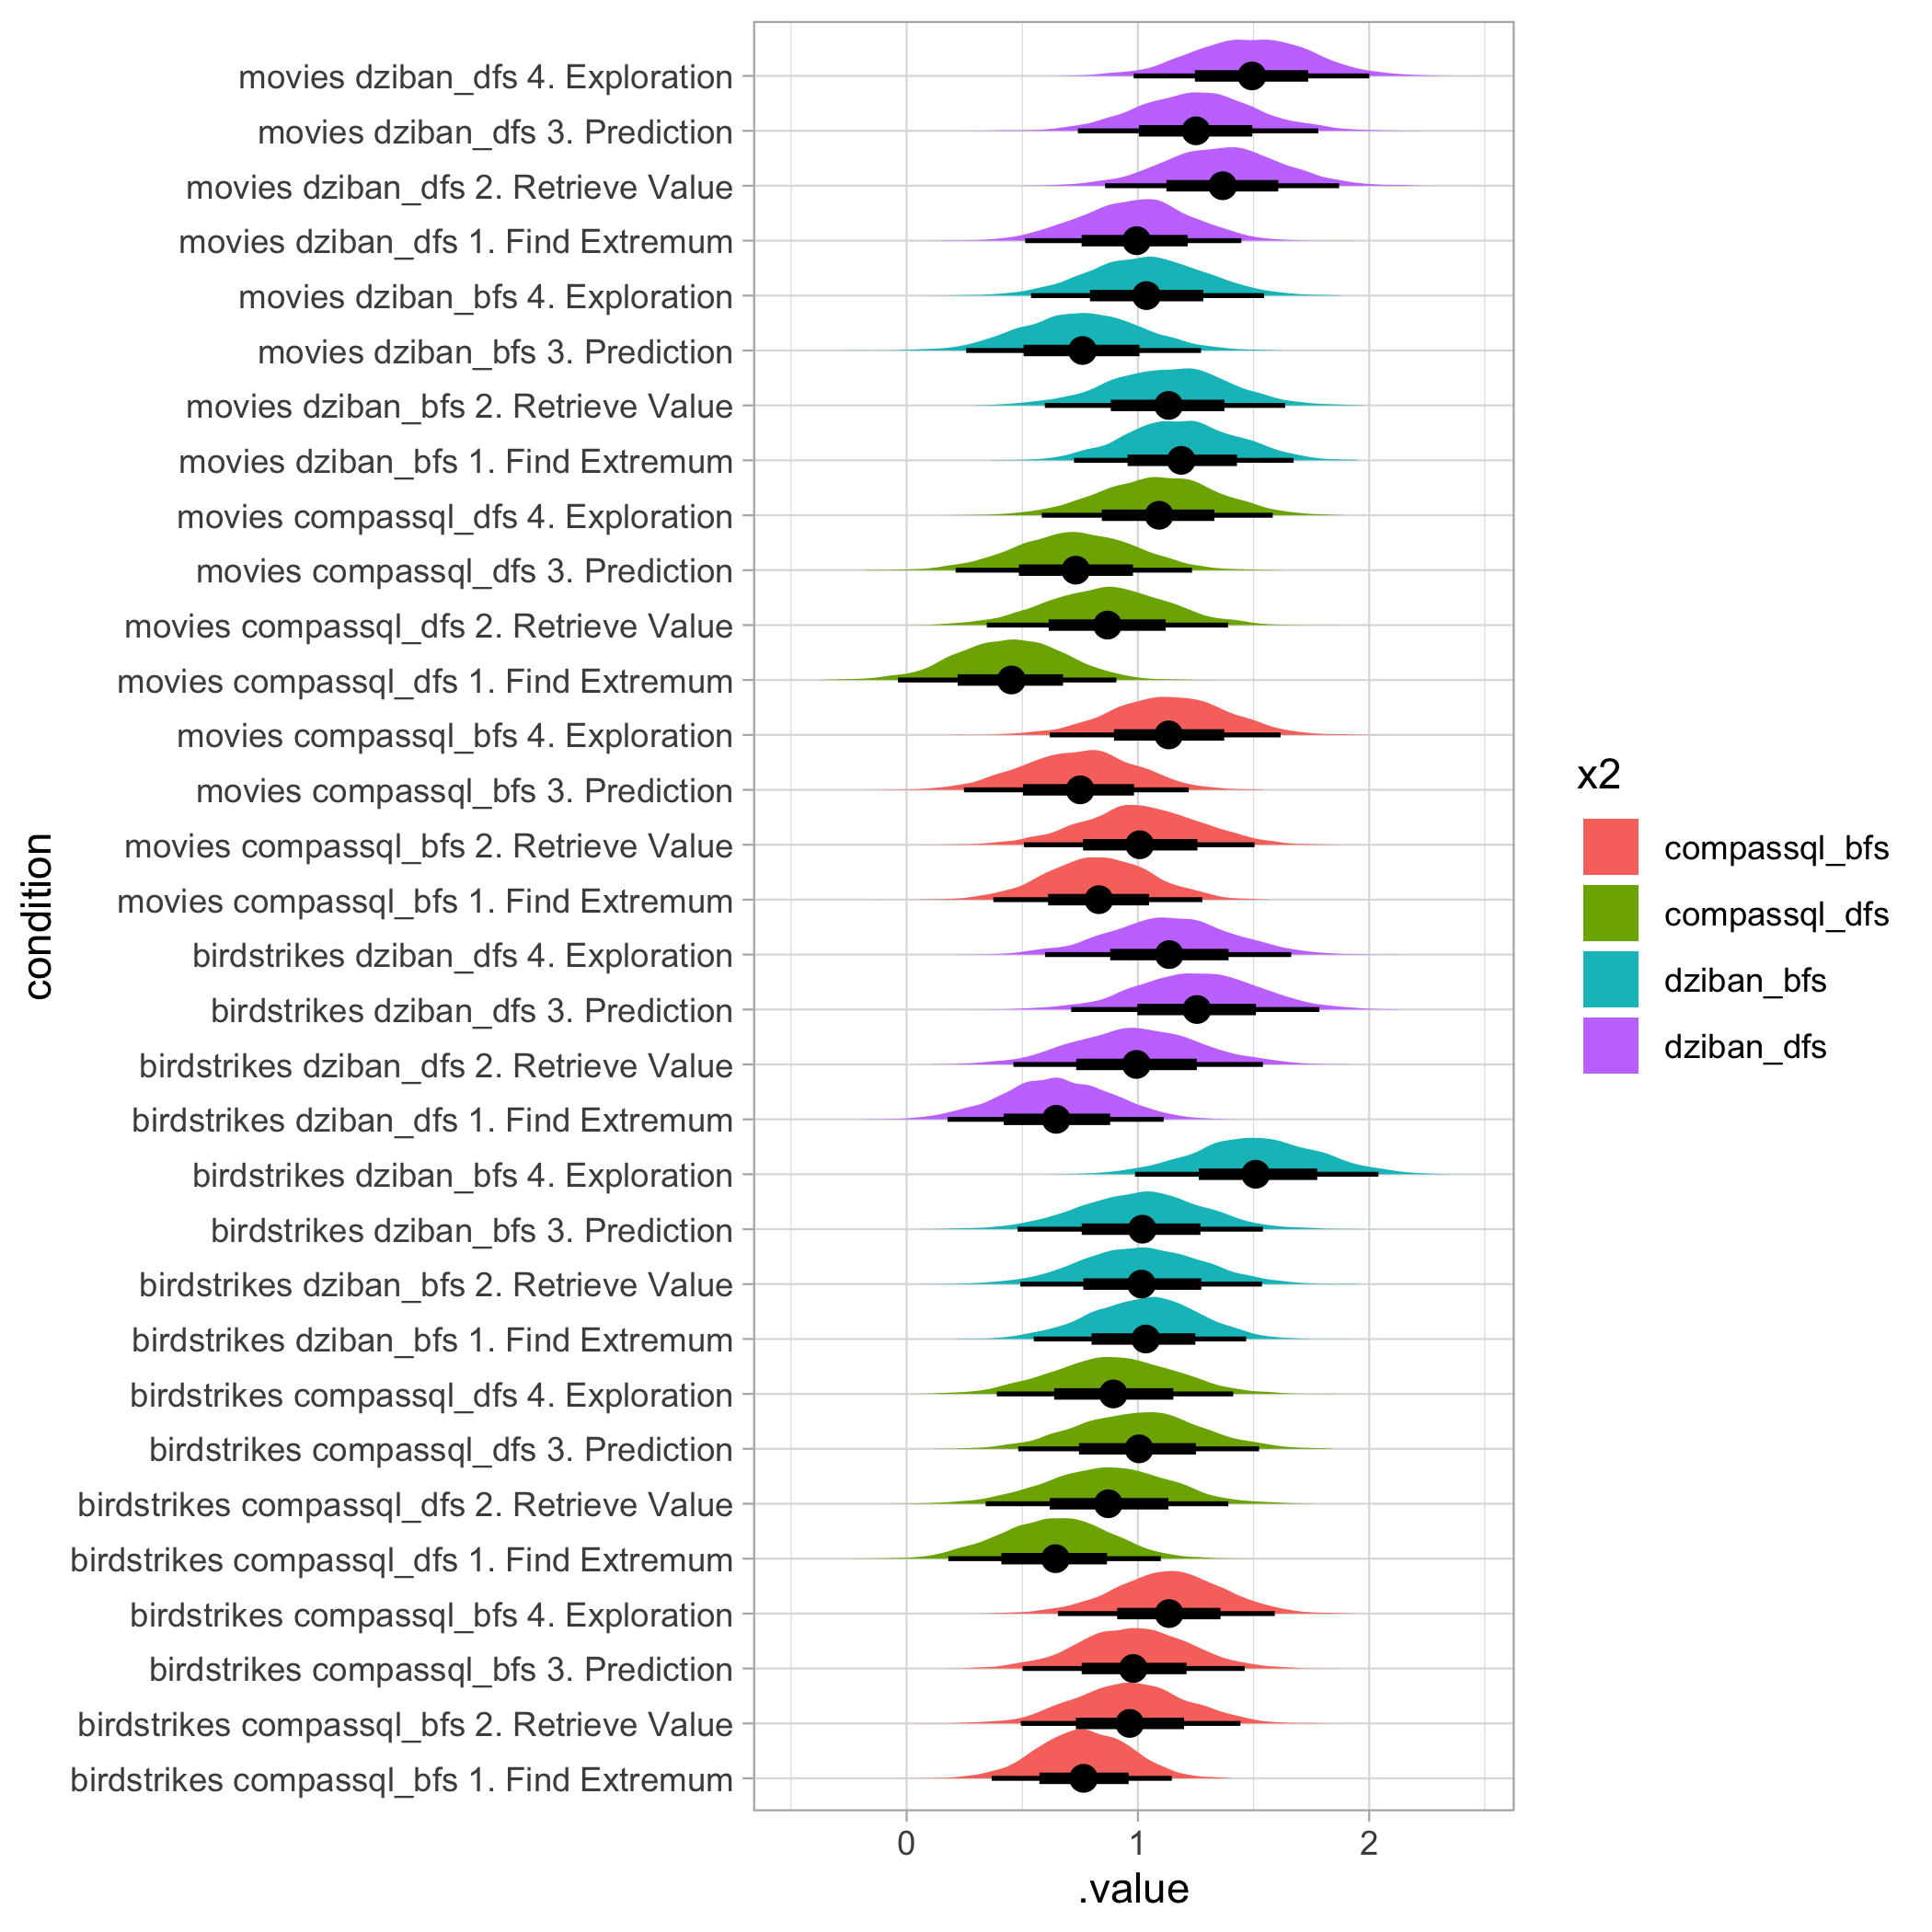 movies dziban_dfs 4. Exploration
movies dziban_dfs 3. Prediction
movies dziban_dfs 2. Retrieve Value
movies dziban_dfs 1. Find Extremum
movies dziban_bfs 4. Exploration
movies dziban_bfs 3. Prediction
movies dziban_bfs 2. Retrieve Value
movies dziban_bfs 1. Find Extremum
movies compassql_dfs 4. Exploration
movies compassql_dfs 3. Prediction
movies compassql_dfs 2. Retrieve Value
movies compassql_dfs 1. Find Extremum
movies compassql_bfs 4. Exploration
movies compassql_bfs 3. Prediction
movies compassql_bfs 2. Retrieve Value
movies compassql_bfs 1. Find Extremum
birdstrikes dziban_dfs 4. Exploration
birdstrikes dziban_dfs 3. Prediction
birdstrikes dziban_dfs 2. Retrieve Value
birdstrikes dziban_dfs 1. Find Extremum
birdstrikes dziban_bfs 4. Exploration
birdstrikes dziban_bfs 3. Prediction
birdstrikes dziban_bfs 2. Retrieve Value
birdstrikes dziban_bfs 1. Find Extremum
birdstrikes compassql_dfs 4. Exploration
birdstrikes compassql_dfs 3. Prediction
birdstrikes compassql_dfs 2. Retrieve Value
birdstrikes compassql_dfs 1. Find Extremum
birdstrikes compassql_bfs 4. Exploration
birdstrikes compassql_bfs 3. Prediction
birdstrikes compassql_bfs 2. Retrieve Value
birdstrikes compassql_bfs 1. Find Extremum
condition
0 1 2
.value
x2
compassql_bfs
compassql_dfs
dziban_bfs
dziban_dfs